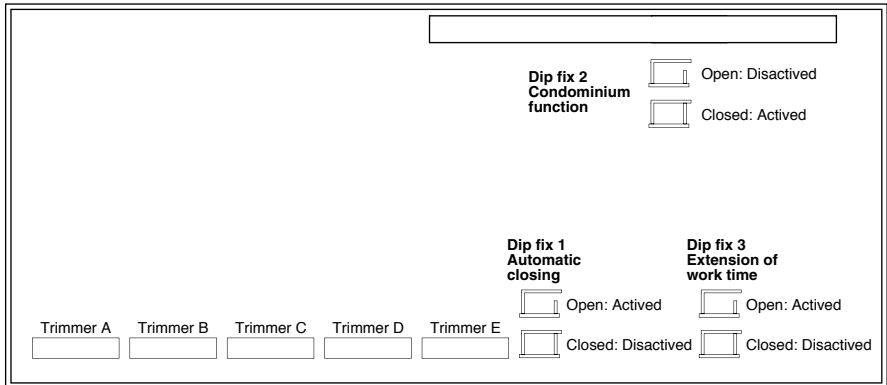 Dip fix 2
Condominium
function
Open: Disactived
Closed: Actived
Dip fix 1
Automatic
closing
Open: Actived
Closed: Disactived
Dip fix 3
Extension of
work time
Open: Actived
Closed: Disactived
Trimmer A
Trimmer B
Trimmer C
Trimmer D
Trimmer E